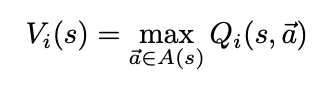 $V_i(s) = \max_{\vec{a} \in A(s)} Q_i(s, \vec{a})$